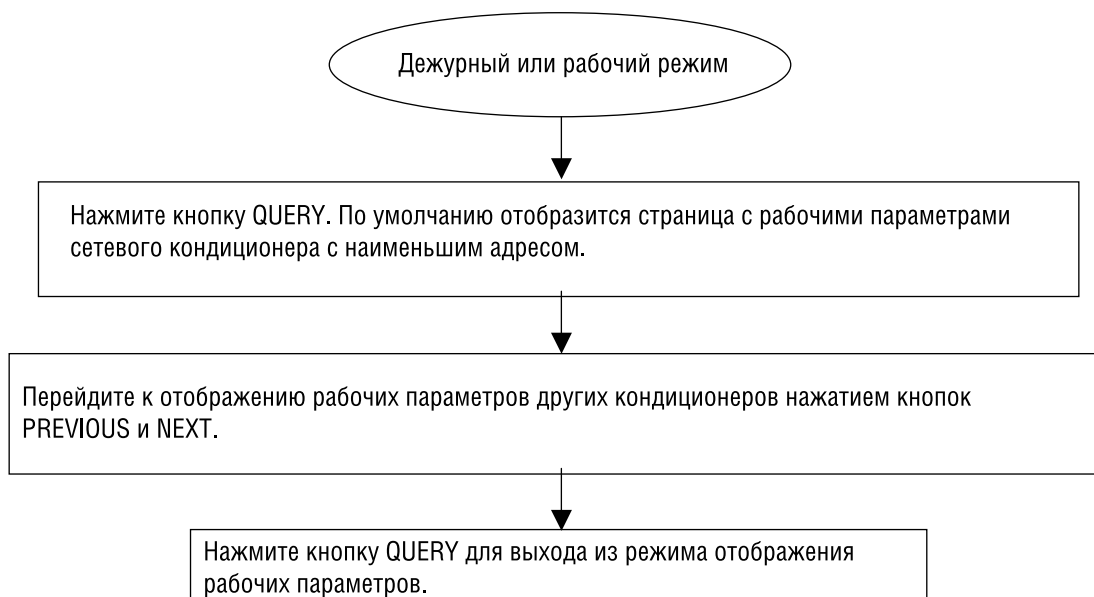 Дежурный или рабочий режим
Нажмите кнопку QUERY. По умолчанию отобразится страница с рабочими параметрами
сетевого кондиционера с наименьшим адресом.
Перейдите к отображению рабочих параметров других кондиционеров нажатием кнопок
PREVIOUS и NEXT.
Нажмите кнопку QUERY для выхода из режима отображения
рабочих параметров.